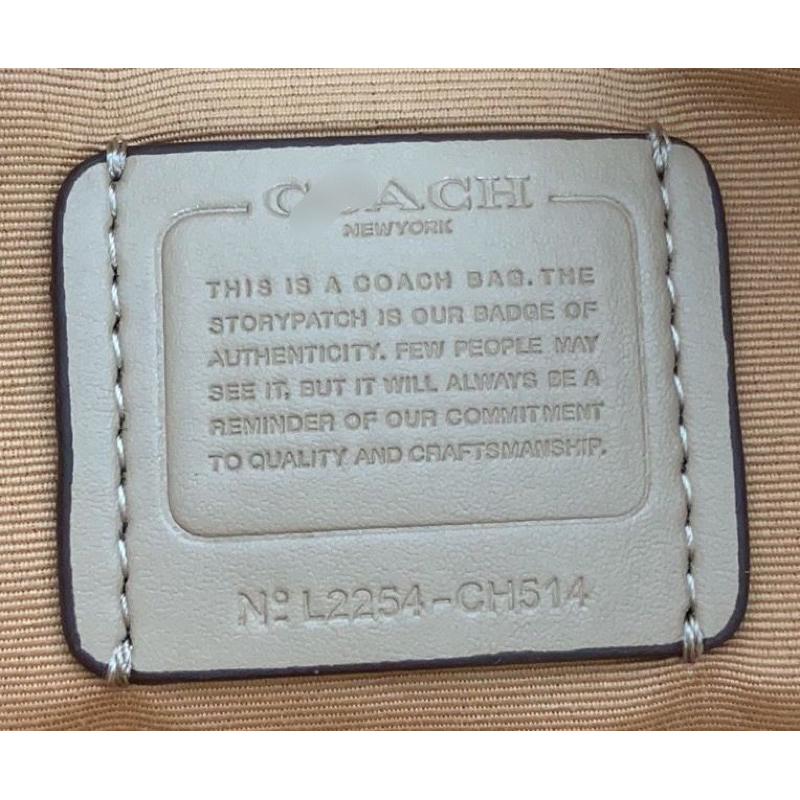 COACH
NEWYORK
THIS IS A COACH BAG. THE
STORYPATCH IS OUR BADGE OF
AUTHENTICITY. FEW PEOPLE MAY
SEE IT, BUT IT WILL ALWAYS BE A
REMINDER OF OUR COMMITMENT
TO QUALITY AND CRAFTSMANSHIP.
Nº L2254-CH514